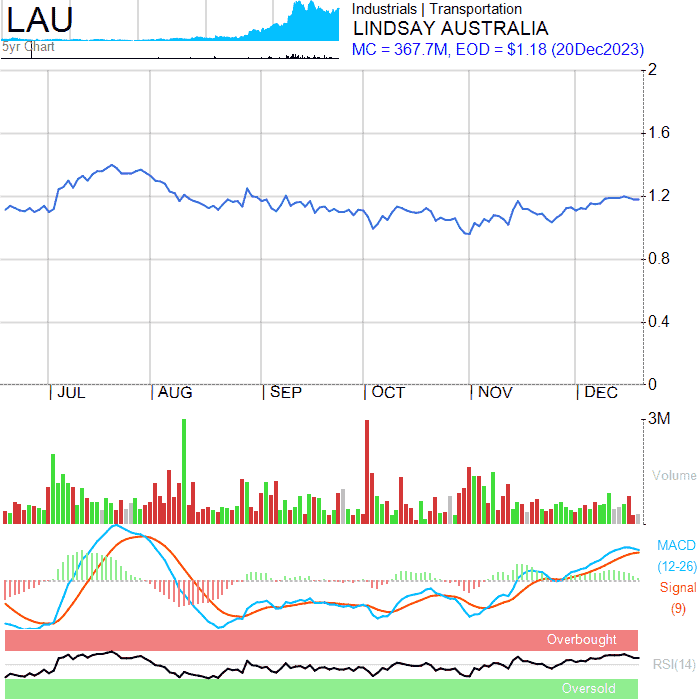 LAU
5yr Chart
Industrials | Transportation
LINDSAY AUSTRALIA
MC = 367.7M, EOD = $1.18 (20Dec2023)
2
1.6
1.2
0.8
0.4
0
JUL AUG SEP OCT NOV DEC
3M
Volume
MACD
(12-26)
Signal
(9)
Overbought
RSI(14)
Oversold